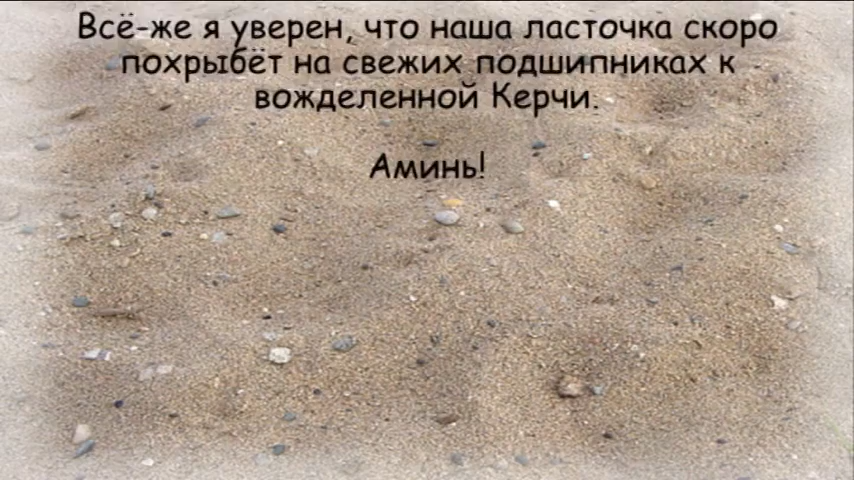 Всё-же я уверен, что наша ласточка скоро
похрыбёт на свежих подшипниках к
вожделенной Керчи.
Аминь!